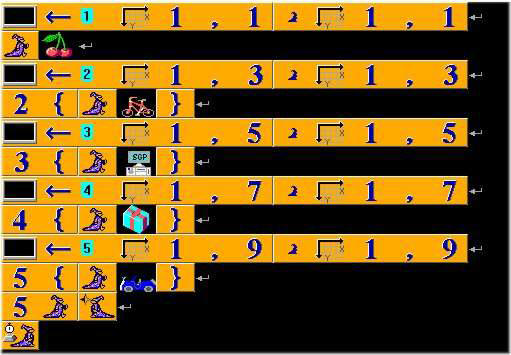 ← 1 X Y 1 , 1 2 X Y 1 , 1
← 2 X Y 1 , 3 2 X Y 1 , 3
2 { }
← 3 X Y 1 , 5 2 X Y 1 , 5
3 { SGP }
← 4 X Y 1 , 7 2 X Y 1 , 7
4 { }
← 5 X Y 1 , 9 2 X Y 1 , 9
5 { }
5